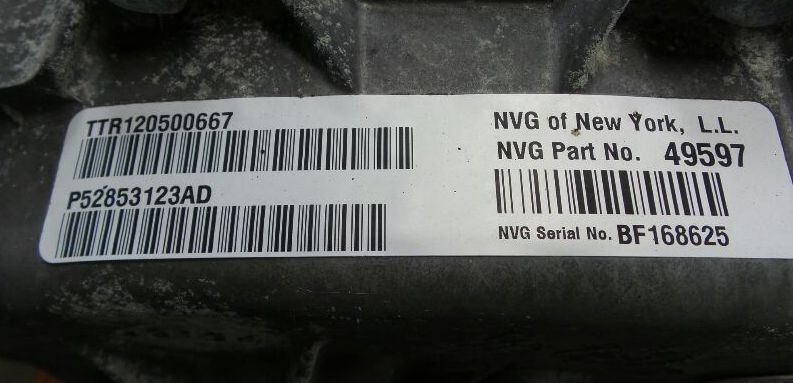 TTR120500667
P52853123AD
NVG of New York, L.L.
NVG Part No. 49597
NVG Serial No. BF168625